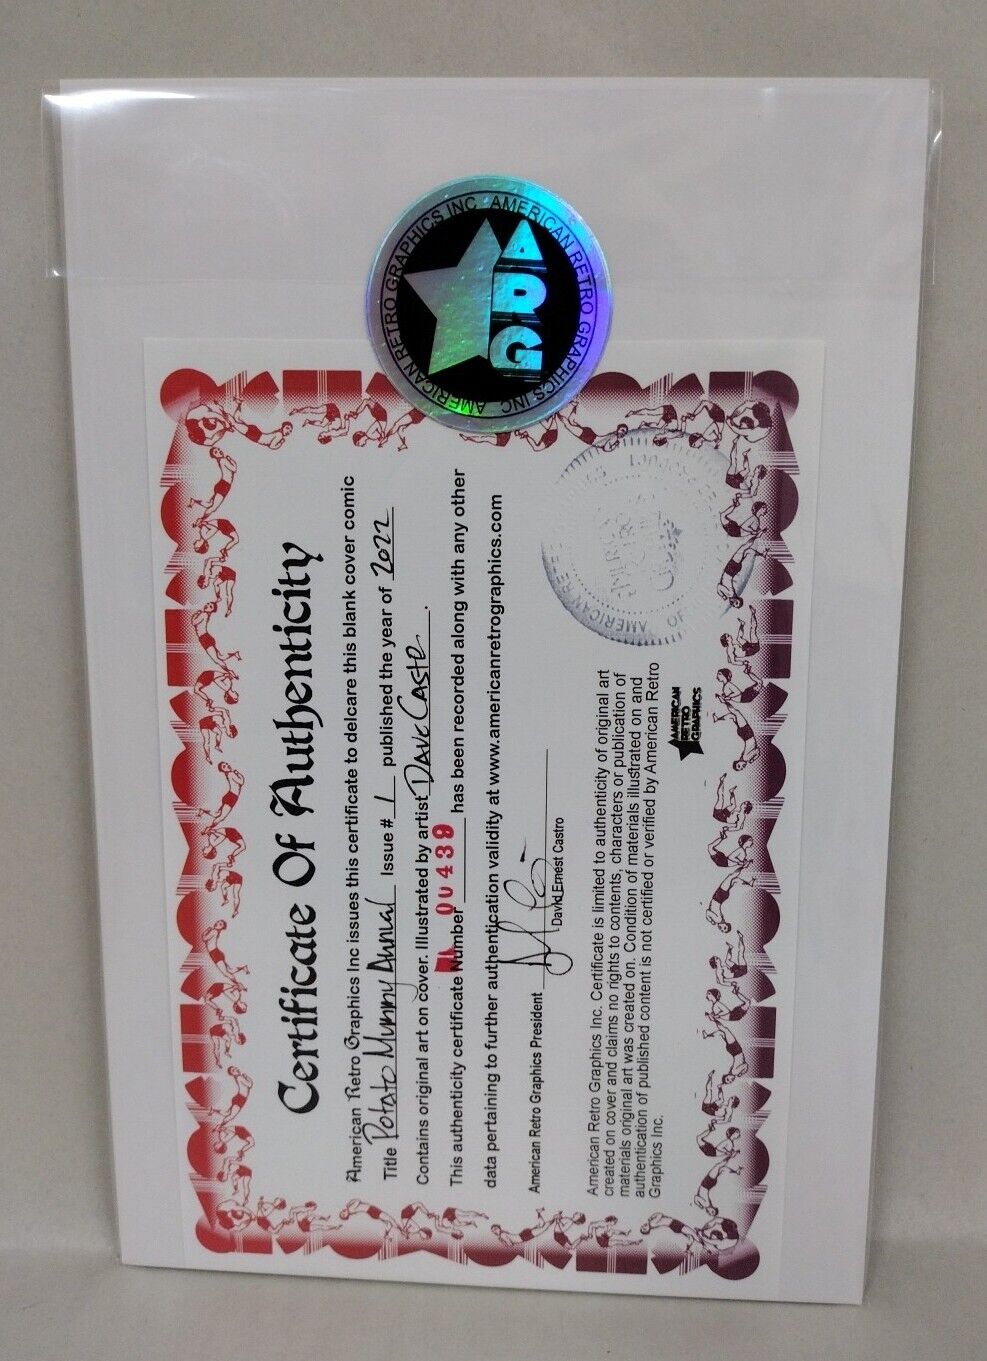 AMERICAN RETRO GRAPHICS INC AMERICAN RETRO GRAPHICS INC
ARG
Certificate Of Authenticity
American Retro Graphics Inc issues this certificate to delcare this blank cover comic
Title Potato Mummy Annual Issue # 1 published the year of 2022
Contains original art on cover. Illustrated by artist Dave Castr.
This authenticity certificate Number 00439 has been recorded along with any other
data pertaining to further authentication validity at www.americanretrographics.com
American Retro Graphics President
David Ernest Castro
American Retro Graphics Inc. Certificate is limited to authenticity of original art
created on cover and claims no rights to contents, characters or publication of
materials original art was created on. Condition of materials illustrated on and
authentication of published content is not certified or verified by American Retro
Graphics Inc.
AMERICAN
RETRO
GRAPHICS